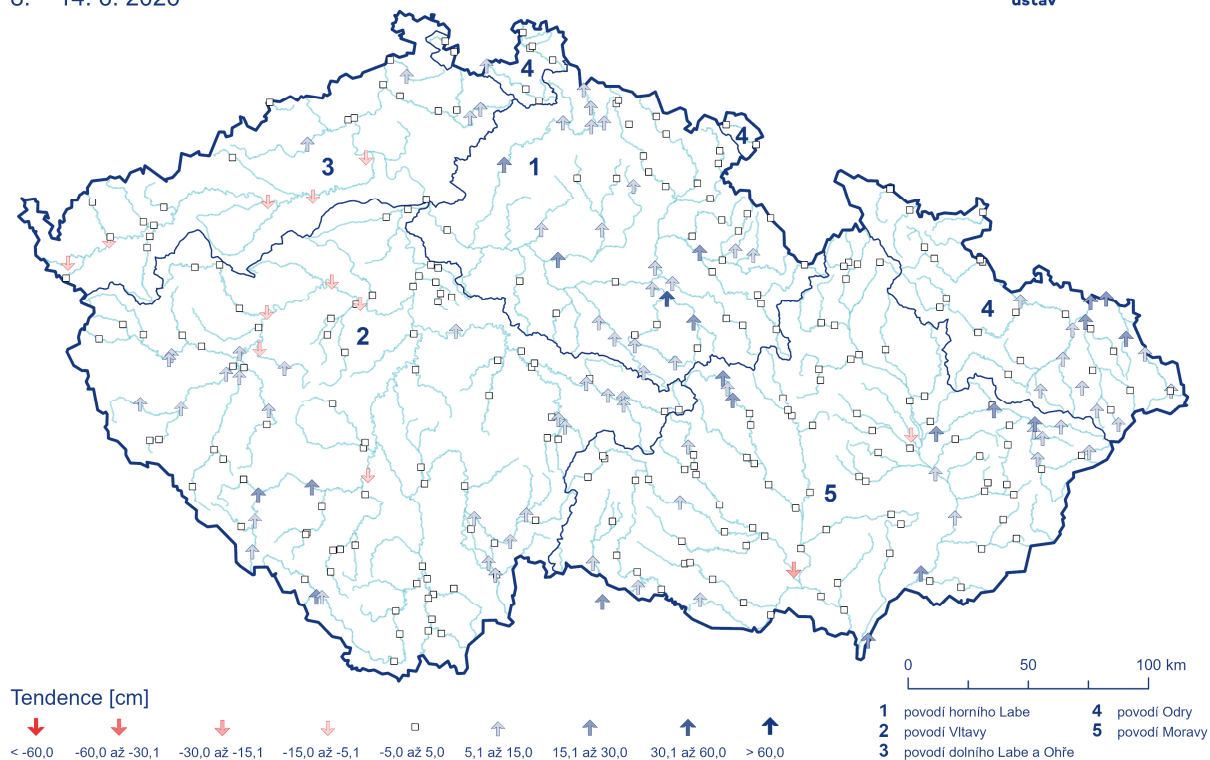 4
4
3
1
4
2
5
0 50 100 km
Tendence [cm]
< -60,0 -60,0 až -30,1 -30,0 až -15,1 -15,0 až -5,1 -5,0 až 5,0 5,1 až 15,0 15,1 až 30,0 30,1 až 60,0 > 60,0
1 povodí horního Labe
2 povodí Vltavy
3 povodí dolního Labe a Ohře
4 povodí Odry
5 povodí Moravy